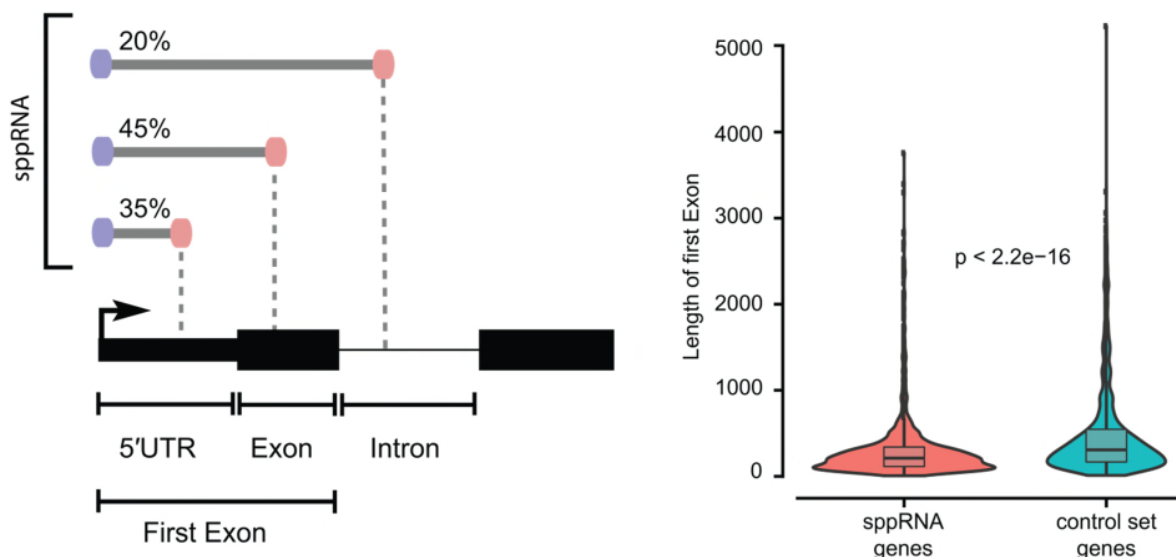 sppRNA
20%
45%
35%
5′UTR
Exon
Intron
First Exon
Length of first Exon
5000
4000
3000
2000
1000
0
p < 2.2e−16
sppRNA
genes
control set
genes